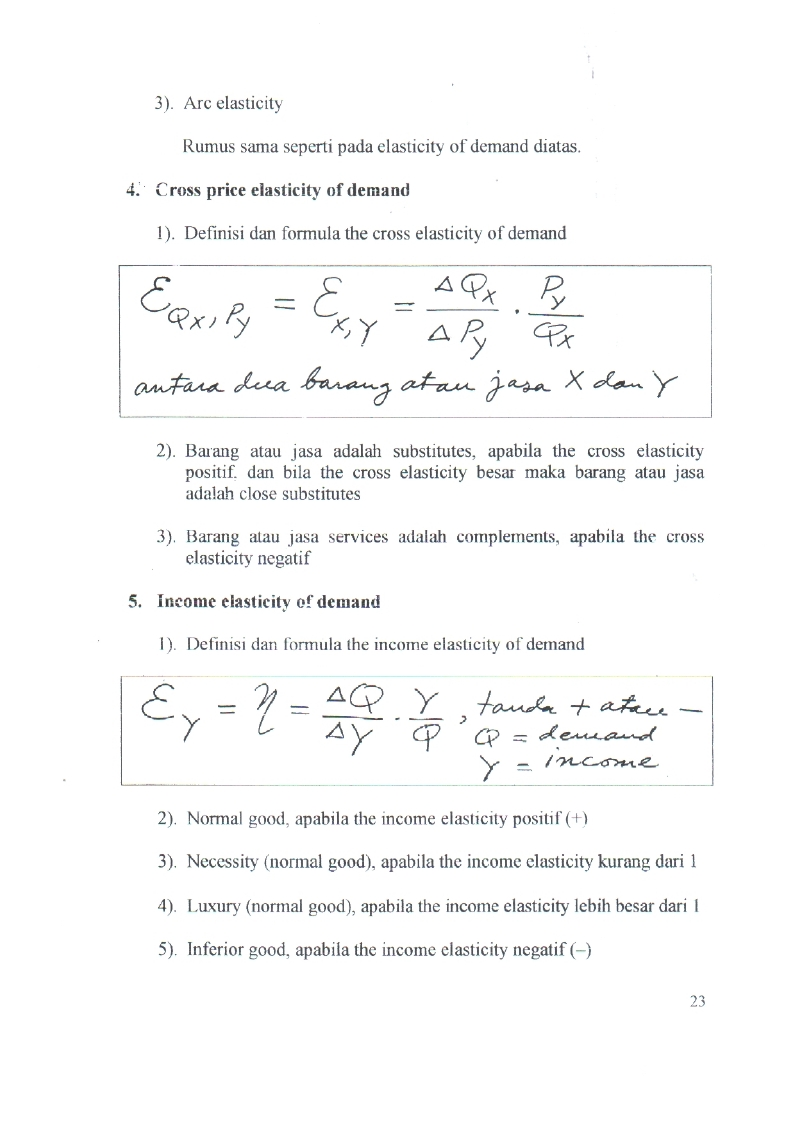 3). Arc elasticity
Rumus sama seperti pada elasticity of demand diatas.
4. Cross price elasticity of demand
1). Definisi dan formula the cross elasticity of demand
Ɛ_{Qx, Py} = Ɛ_{x, y} = ΔQx / ΔPy · Py / Qx
antara dua barang atau jasa X dan Y
2). Barang atau jasa adalah substitutes, apabila the cross elasticity
positif. dan bila the cross elasticity besar maka barang atau jasa
adalah close substitutes
3). Barang atau jasa services adalah complements, apabila the cross
elasticity negatif
5. Income elasticity of demand
1). Definisi dan formula the income elasticity of demand
Ɛ_Y = η = ΔQ / ΔY · Y / Q , tanda + atau −
Q = demand
Y = income
2). Normal good, apabila the income elasticity positif (+)
3). Necessity (normal good), apabila the income elasticity kurang dari 1
4). Luxury (normal good), apabila the income elasticity lebih besar dari 1
5). Inferior good, apabila the income elasticity negatif (–)
23